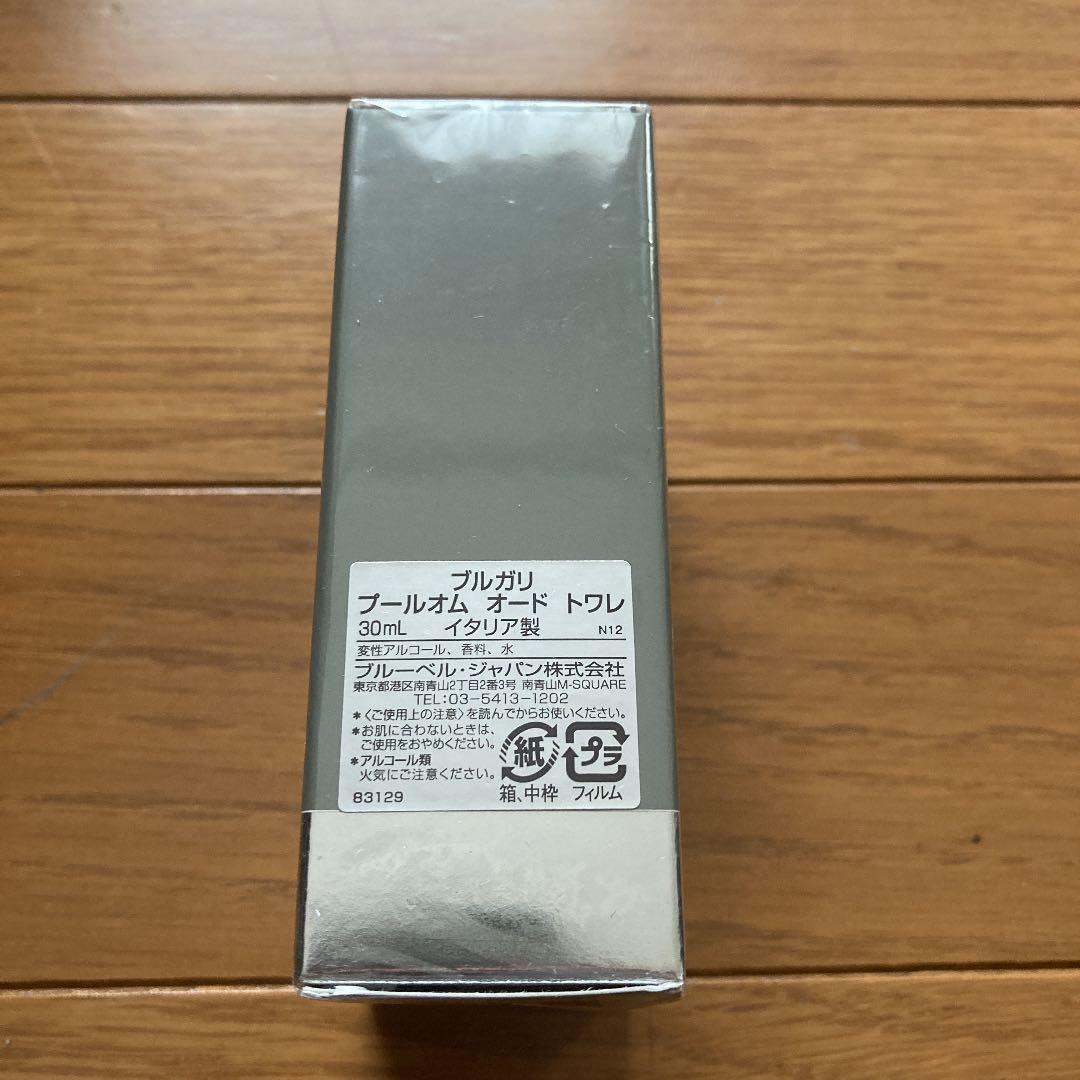 ブルガリ
プールオム オード トワレ
30mL イタリア製 N12
変性アルコール、香料、水
ブルーベル・ジャパン株式会社
東京都港区南青山2丁目2番3号 南青山M-SQUARE
TEL:03-5413-1202
*〈ご使用上の注意〉を読んでからお使いください。
*お肌に合わないときは、
ご使用をおやめください。
*アルコール類
火気にご注意ください。
紙 プラ
箱、中枠 フィルム
83129